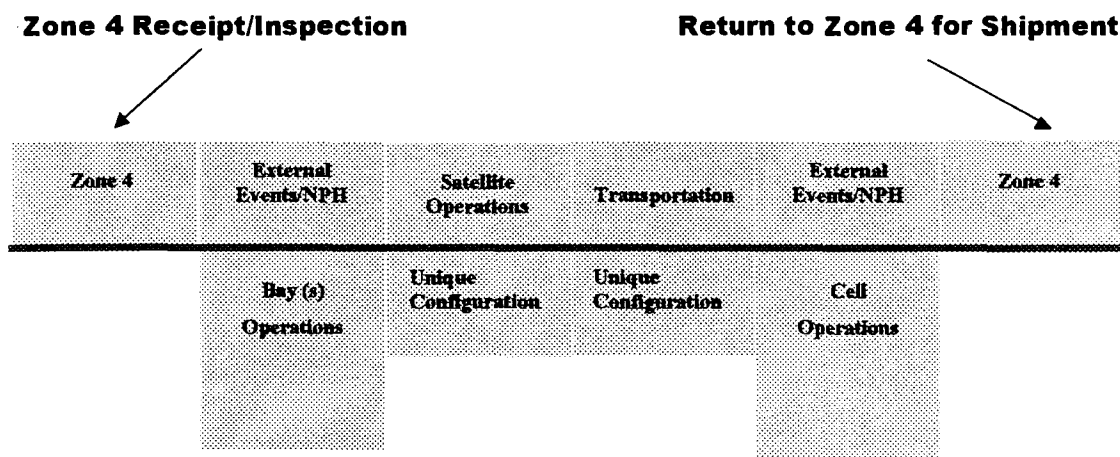 Zone 4 Receipt/Inspection
Return to Zone 4 for Shipment
Zone 4
External
Events/NPH
Satellite
Operations
Transportation
External
Events/NPH
Zone 4
Bay (s)
Operations
Unique
Configuration
Unique
Configuration
Cell
Operations